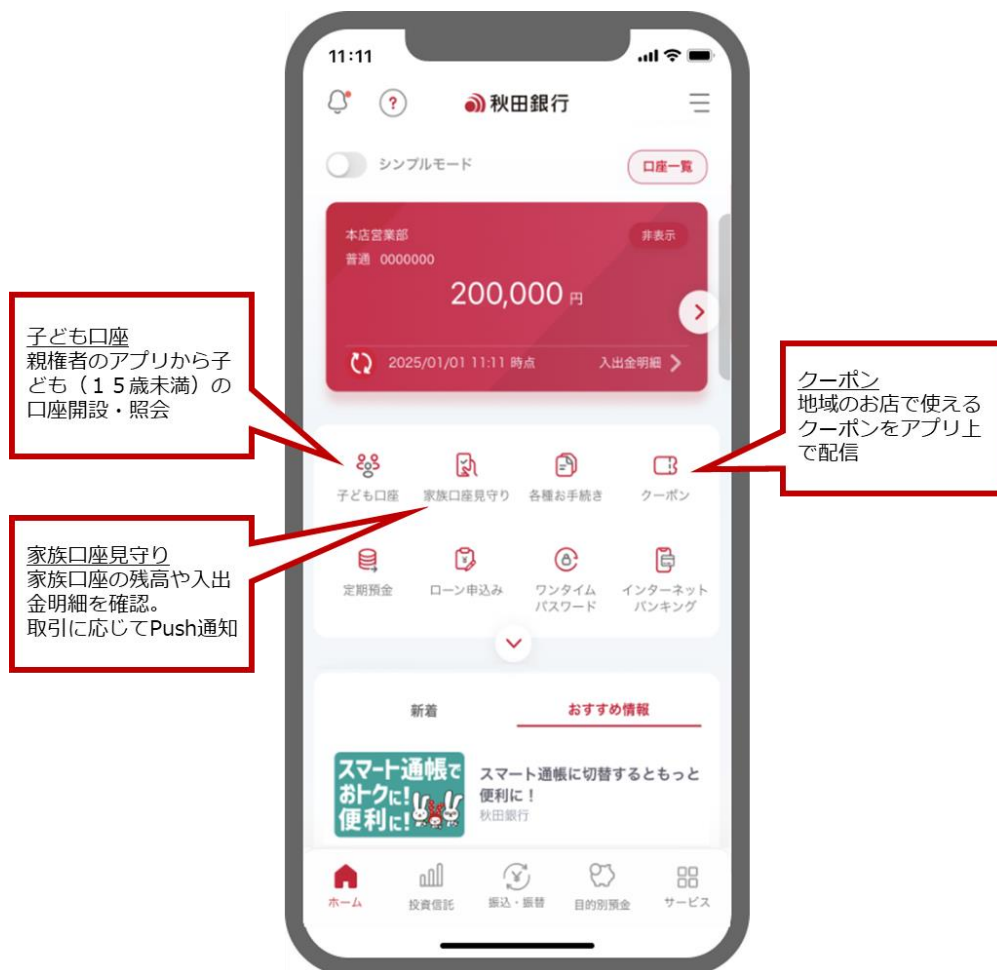 11:11
秋田銀行
シンプルモード
口座一覧
本店営業部
非表示
普通 0000000
200,000 円
2025/01/01 11:11 時点
入出金明細
子ども口座
親権者のアプリから子
ども（１５歳未満）の
口座開設・照会
クーポン
地域のお店で使える
クーポンをアプリ上
で配信
子ども口座
家族口座見守り
各種お手続き
クーポン
家族口座見守り
家族口座の残高や入出
金明細を確認。
取引に応じてPush通知
定期預金
ローン申込み
ワンタイム
パスワード
インターネット
バンキング
新着
おすすめ情報
スマート通帳で
おトクに!
便利に!
スマート通帳に切替するともっと
便利に！
秋田銀行
ホーム
投資信託
振込・振替
目的別預金
サービス